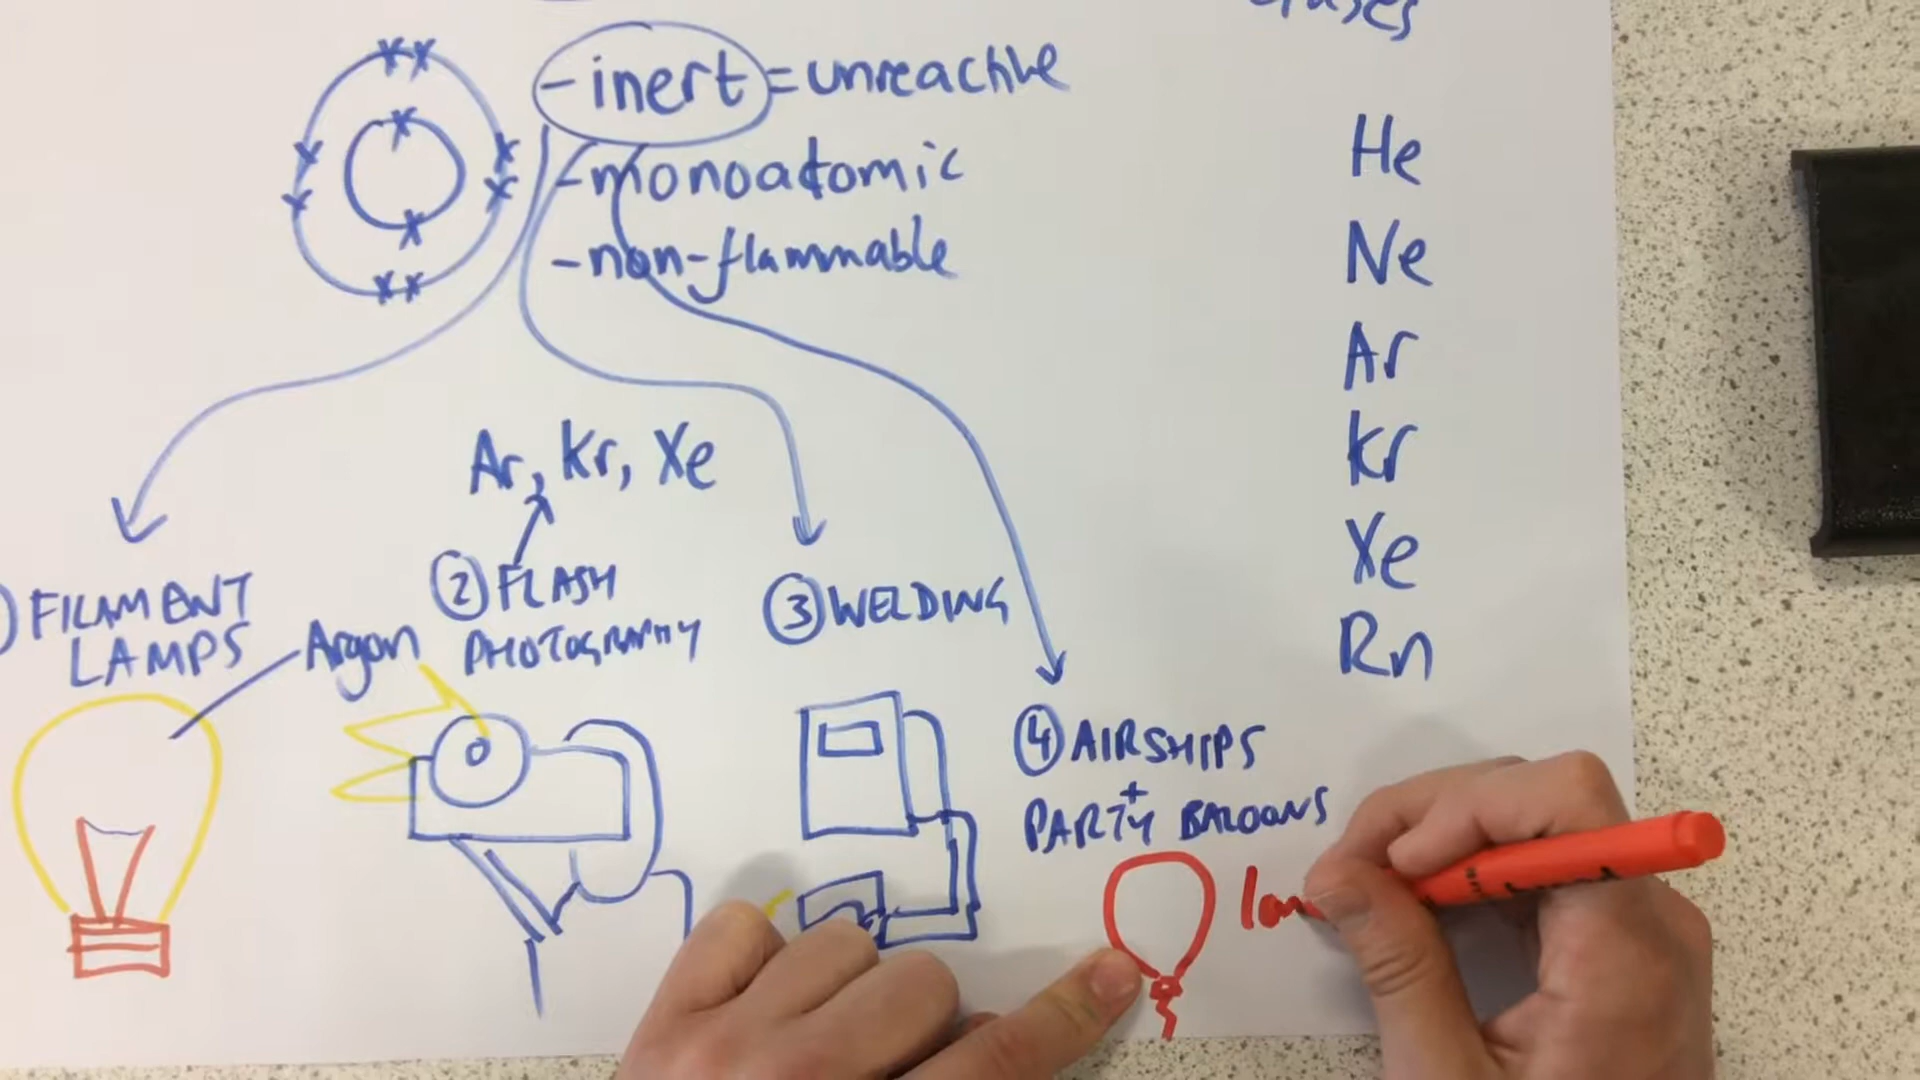 - inert = unreactive
- monoatomic
- non-flammable
He
Ne
Ar
Kr
Xe
Rn
Ar, Kr, Xe
FILAMENT
LAMPS
Argon
② FLASH
PHOTOGRAPHY
③ WELDING
④ AIRSHIPS
+
PARTY BALOONS